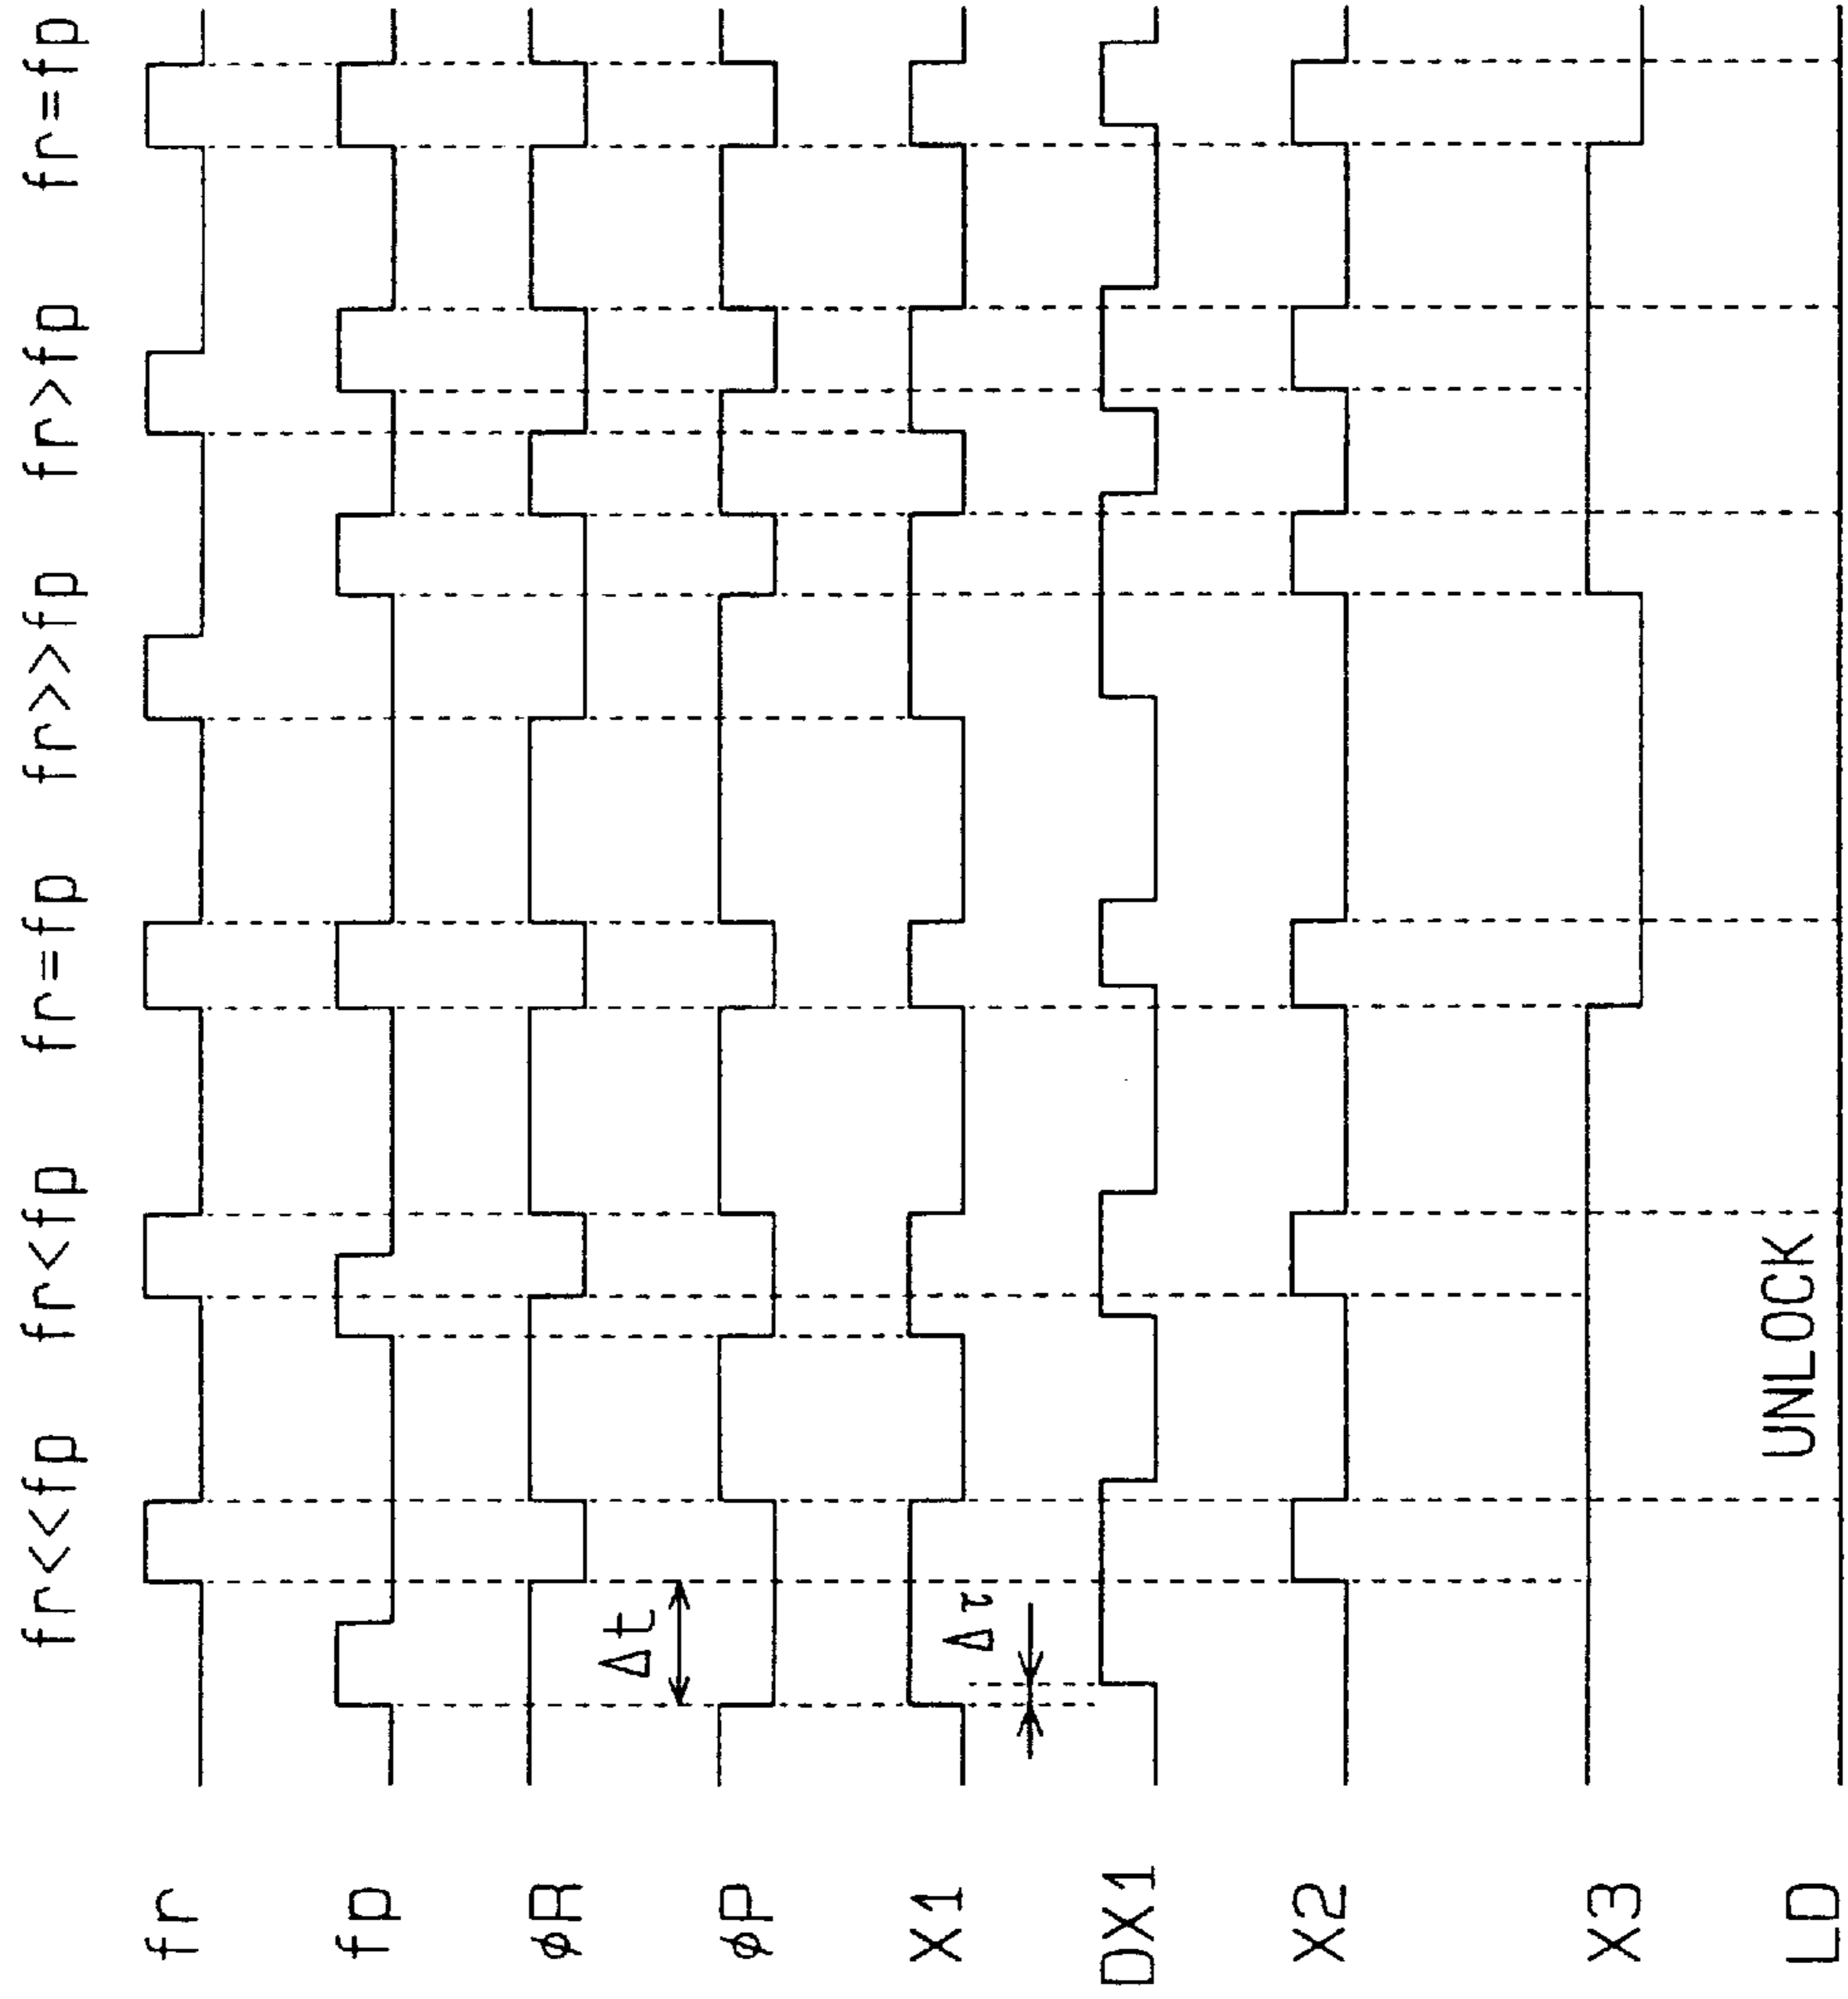 fr<<fp fr<fp fr=fp fr>>fp fr>fp fr=fp
fr
fp
φR
Δt
φP
X1
Δτ
DX1
X2
X3
UNLOCK
LD